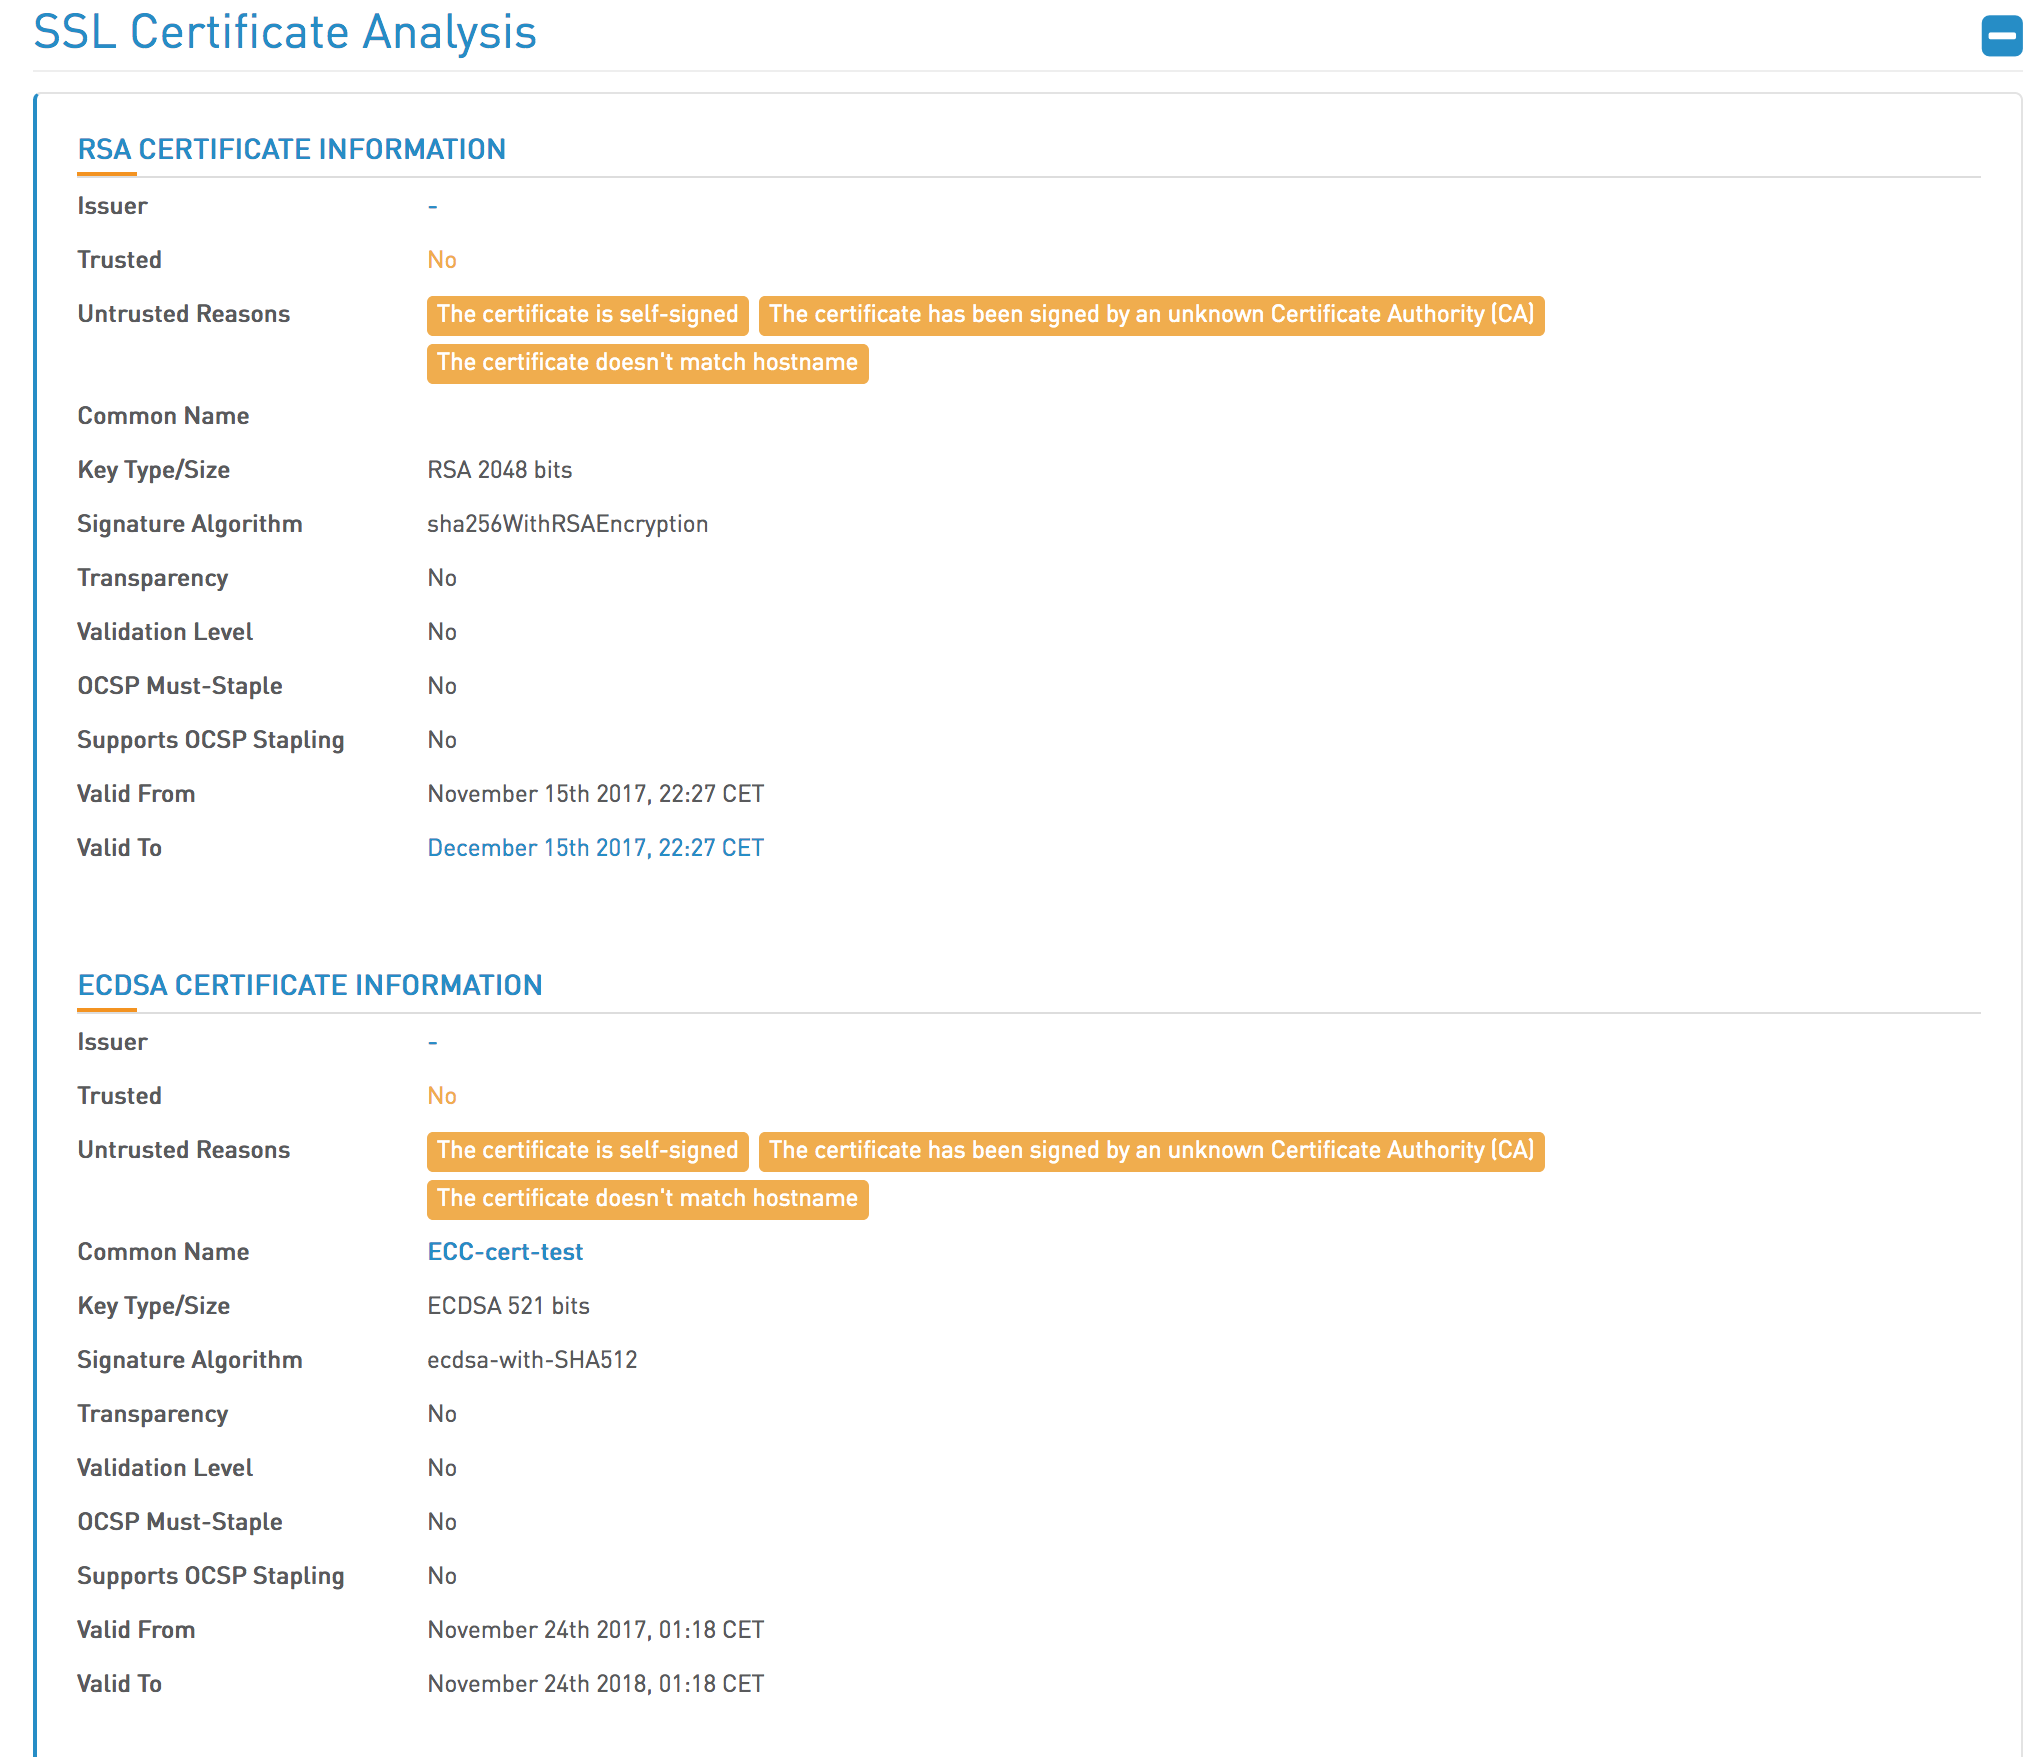 SSL Certificate Analysis
RSA CERTIFICATE INFORMATION
Issuer -
Trusted No
Untrusted Reasons The certificate is self-signed The certificate has been signed by an unknown Certificate Authority (CA)
The certificate doesn't match hostname
Common Name
Key Type/Size RSA 2048 bits
Signature Algorithm sha256WithRSAEncryption
Transparency No
Validation Level No
OCSP Must-Staple No
Supports OCSP Stapling No
Valid From November 15th 2017, 22:27 CET
Valid To December 15th 2017, 22:27 CET
ECDSA CERTIFICATE INFORMATION
Issuer -
Trusted No
Untrusted Reasons The certificate is self-signed The certificate has been signed by an unknown Certificate Authority (CA)
The certificate doesn't match hostname
Common Name ECC-cert-test
Key Type/Size ECDSA 521 bits
Signature Algorithm ecdsa-with-SHA512
Transparency No
Validation Level No
OCSP Must-Staple No
Supports OCSP Stapling No
Valid From November 24th 2017, 01:18 CET
Valid To November 24th 2018, 01:18 CET